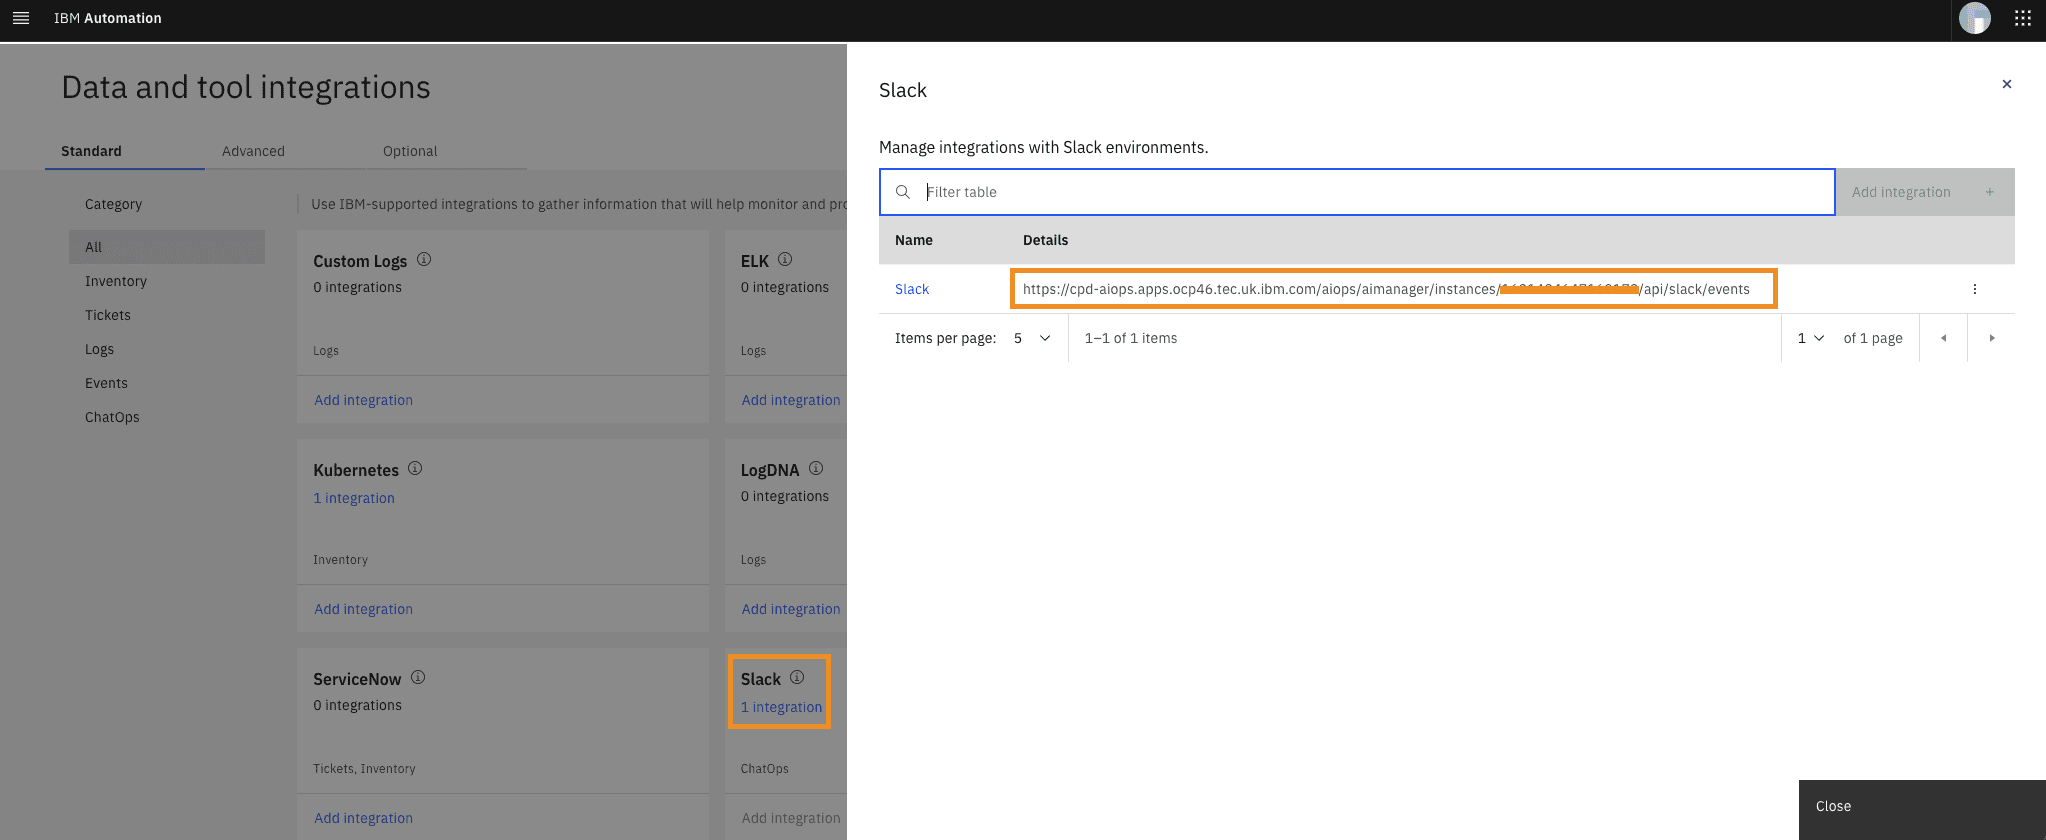 IBM Automation
Data and tool integrations
Standard
Advanced
Optional
Category
All
Inventory
Tickets
Logs
Events
ChatOps
Use IBM-supported integrations to gather information that will help monitor and
Custom Logs
0 integrations
Logs
Add integration
ELK
0 integrations
Logs
Add integration
Kubernetes
1 integration
Inventory
Add integration
LogDNA
0 integrations
Logs
Add integration
ServiceNow
0 integrations
Tickets, Inventory
Add integration
Slack
1 integration
ChatOps
Add integration
Slack
Manage integrations with Slack environments.
Filter table
Add integration +
Name Details
Slack https://cpd-aiops.apps.ocp46.tec.uk.ibm.com/aiops/aimanager/instances/ /api/slack/events
Items per page: 5 1–1 of 1 items 1 of 1 page
Close